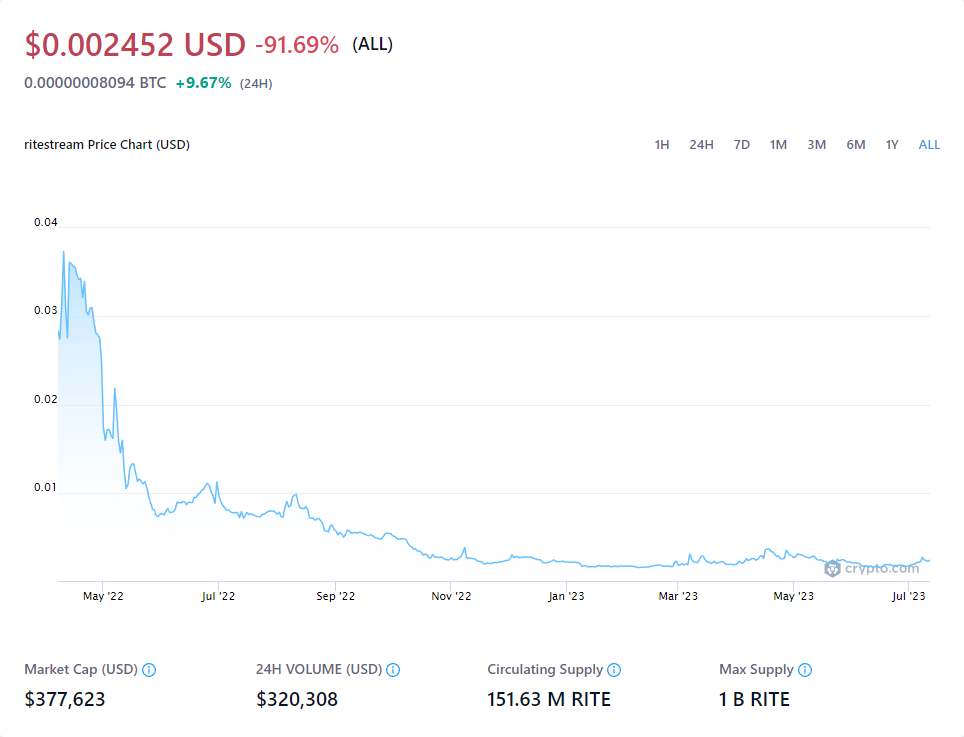 $0.002452 USD -91.69% (ALL)
0.00000008094 BTC +9.67% (24H)
ritestream Price Chart (USD) 1H 24H 7D 1M 3M 6M 1Y ALL
0.04
0.03
0.02
0.01
crypto.com
May '22 Jul '22 Sep '22 Nov '22 Jan '23 Mar '23 May '23 Jul '23
Market Cap (USD) 24H VOLUME (USD) Circulating Supply Max Supply
$377,623 $320,308 151.63 M RITE 1 B RITE